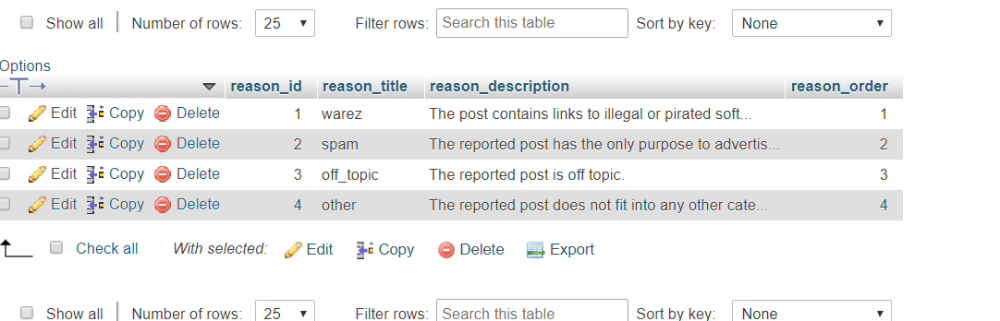 Show all Number of rows: 25 Filter rows: Search this table Sort by key: None
Options
reason_id reason_title reason_description reason_order
Edit Copy Delete 1 warez The post contains links to illegal or pirated soft... 1
Edit Copy Delete 2 spam The reported post has the only purpose to advertis... 2
Edit Copy Delete 3 off_topic The reported post is off topic. 3
Edit Copy Delete 4 other The reported post does not fit into any other cate... 4
Check all With selected: Edit Copy Delete Export
Show all Number of rows: 25 Filter rows: Search this table Sort by key: None